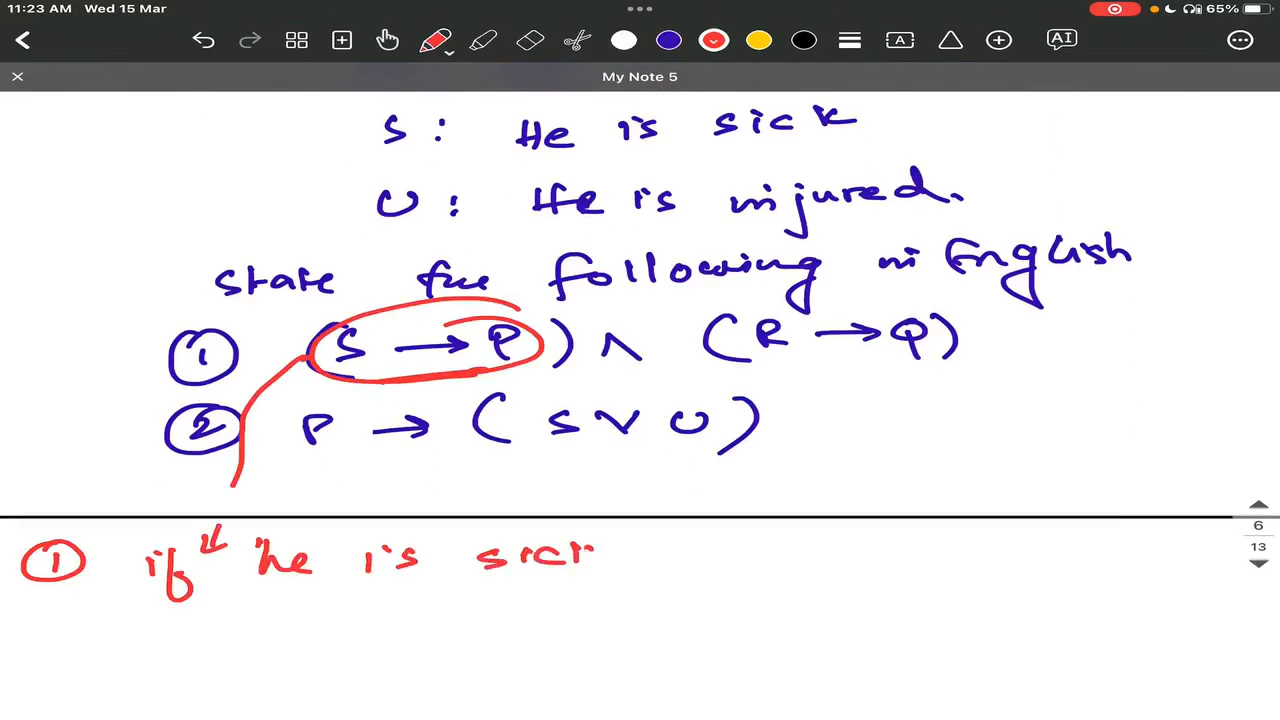 11:23 AM Wed 15 Mar
65%
A
AI
My Note 5
S : He is sick
U : He is injured.
state the following in English
① (S → P) ∧ (R → Q)
② P → (S ∨ U)
6
13
① if he is sick